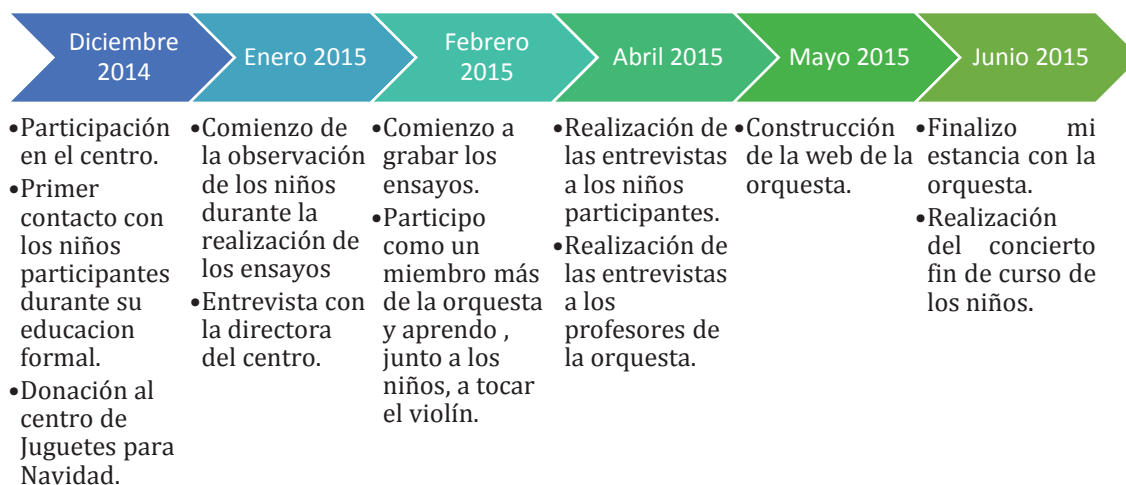 Diciembre
2014
Enero 2015
Febrero
2015
Abril 2015
Mayo 2015
Junio 2015
•Participación
en el centro.
•Primer
contacto con
los niños
participantes
durante su
educacion
formal.
•Donación al
centro de
Juguetes para
Navidad.
•Comienzo de
la observación
de los niños
durante la
realización de
los ensayos
•Entrevista con
la directora
del centro.
•Comienzo a
grabar los
ensayos.
•Participo
como un
miembro más
de la orquesta
y aprendo ,
junto a los
niños, a tocar
el violín.
•Realización de
las entrevistas
a los niños
participantes.
•Realización de
las entrevistas
a los
profesores de
la orquesta.
•Construcción
de la web de la
orquesta.
•Finalizo mi
estancia con la
orquesta.
•Realización
del concierto
fin de curso de
los niños.